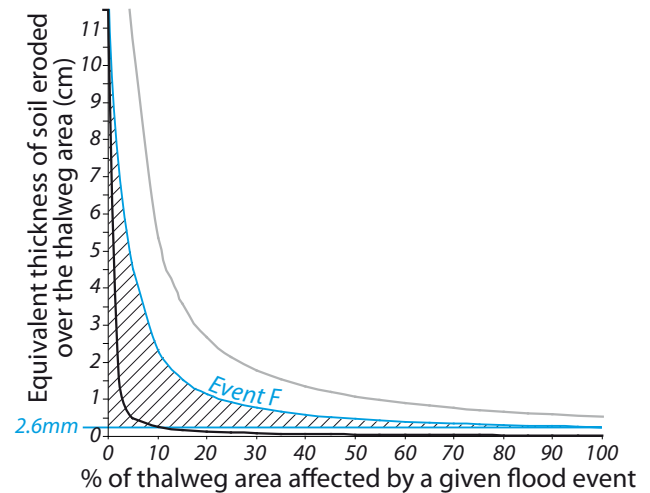 Equivalent thickness of soil eroded
over the thalweg area (cm)
11
10
9
8
7
6
5
4
3
2
1
0
2.6mm
Event F
0 10 20 30 40 50 60 70 80 90 100
% of thalweg area affected by a given flood event